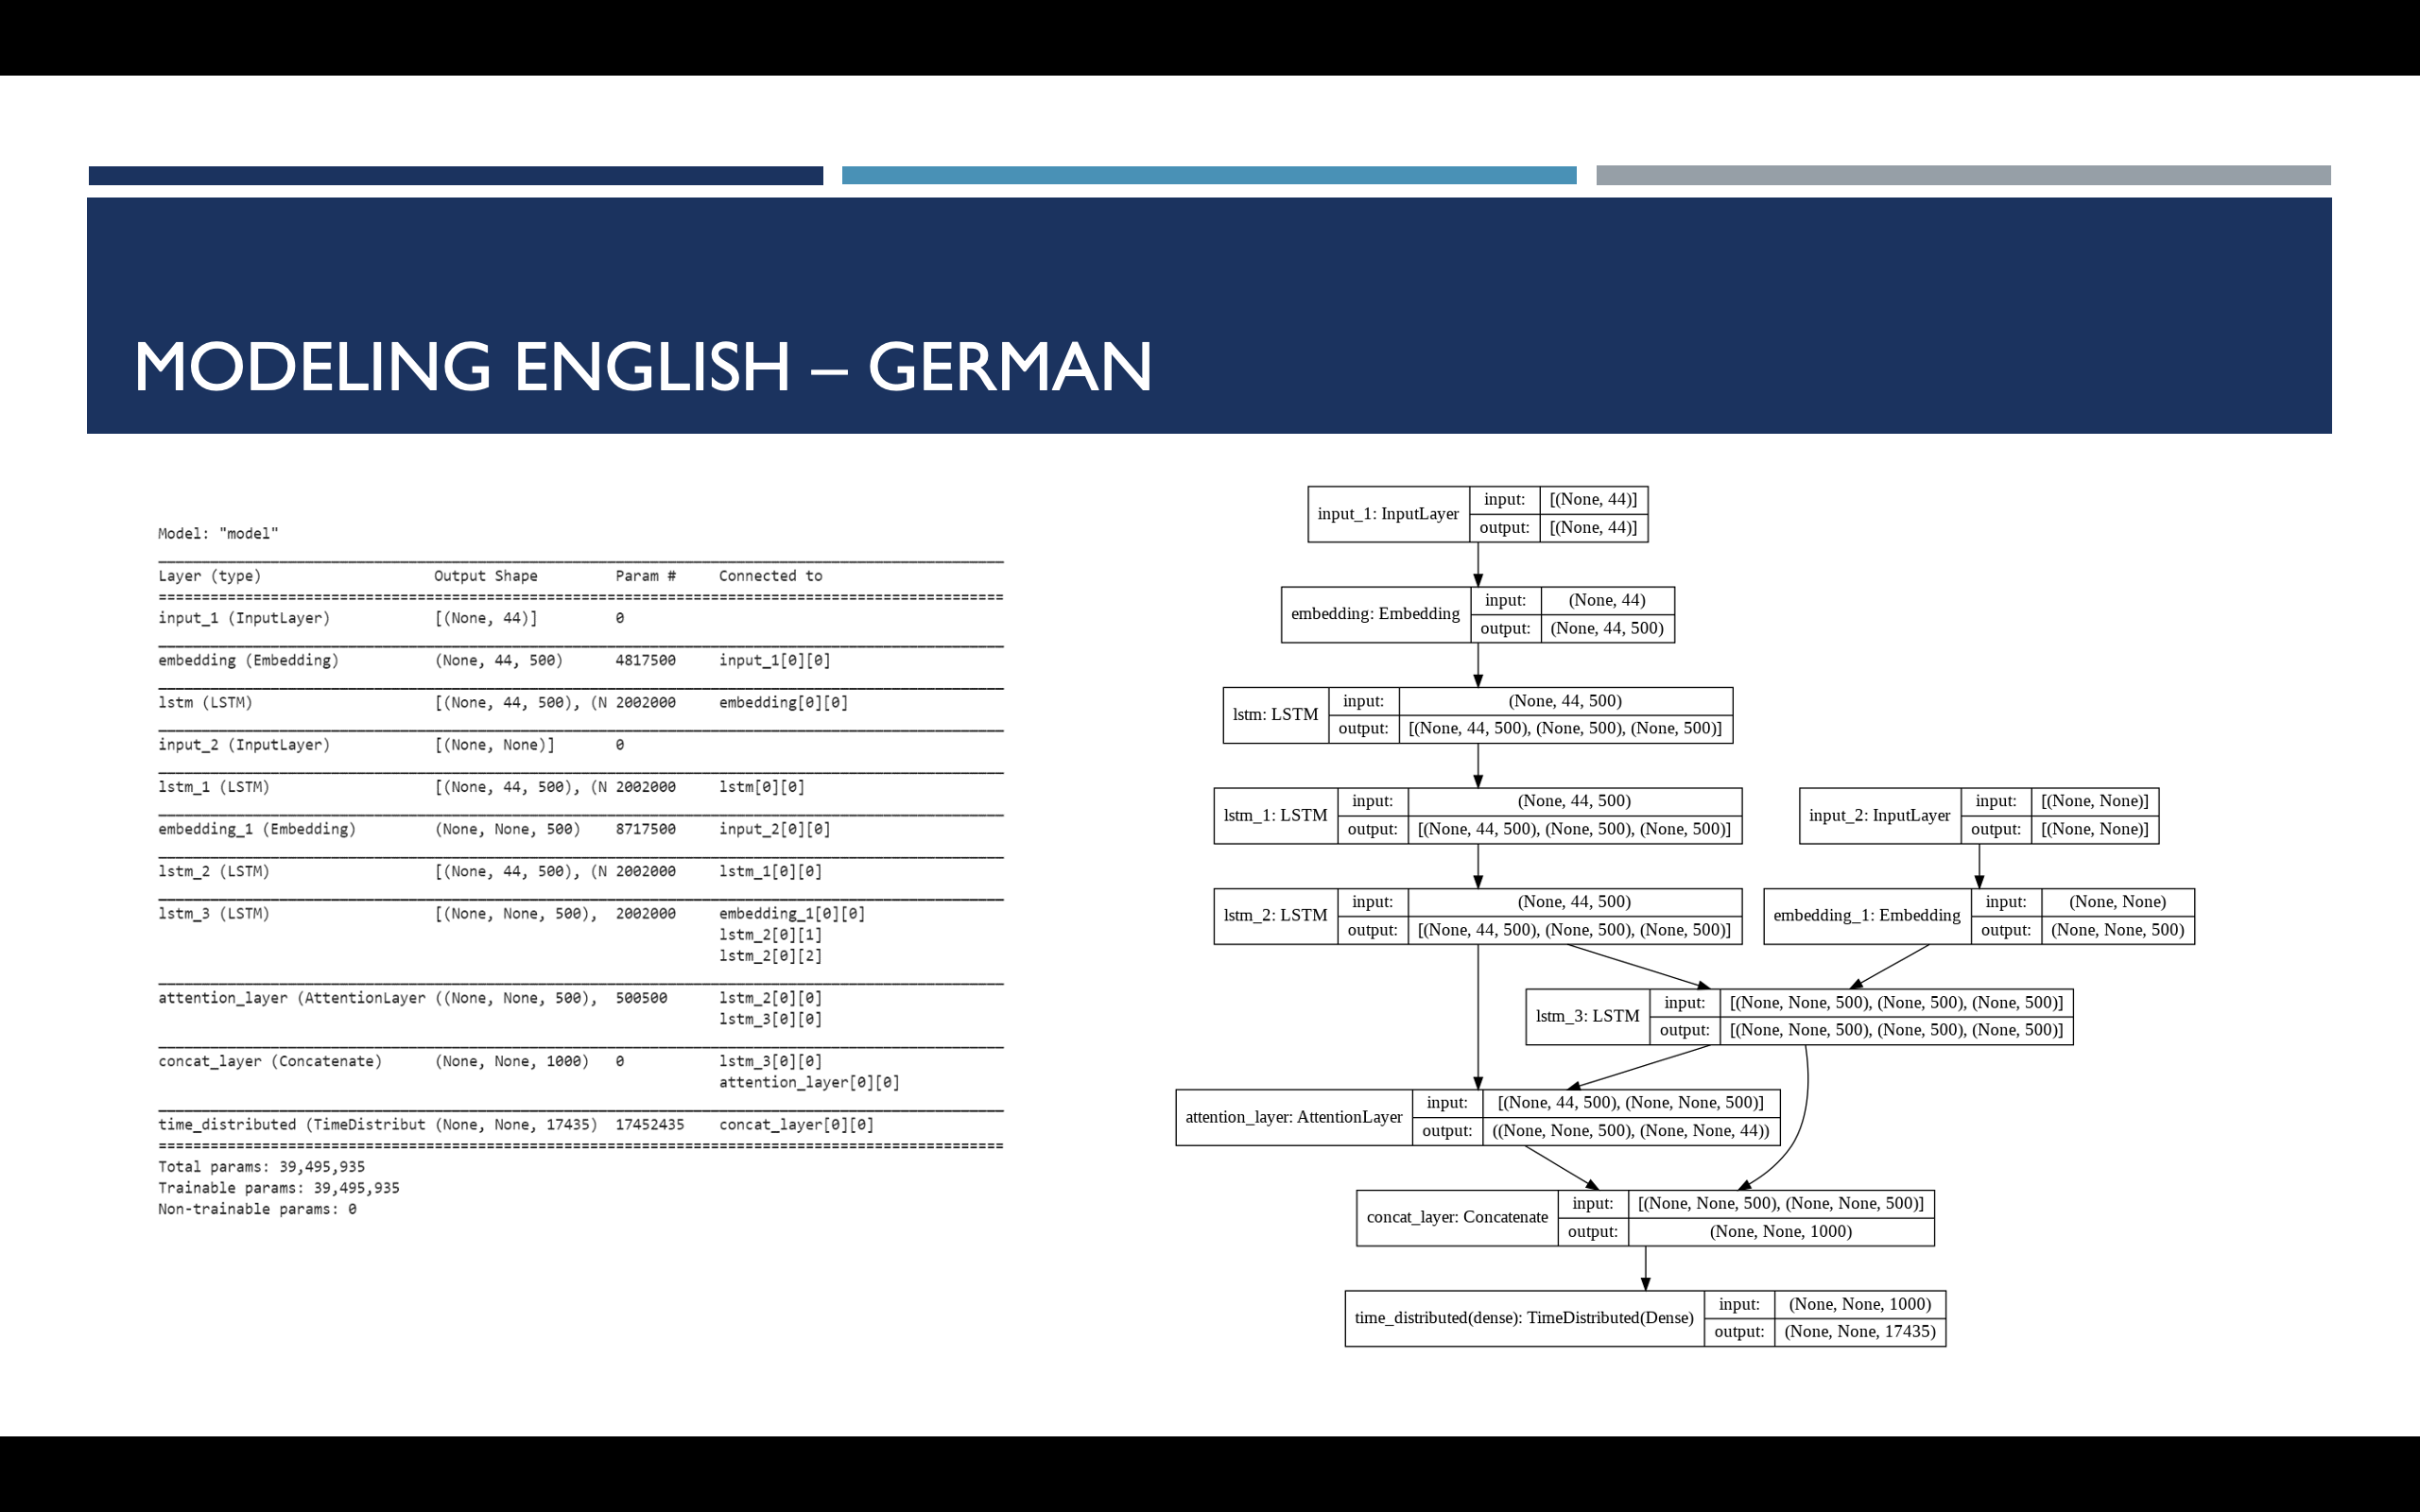 MODELING ENGLISH – GERMAN
Model: "model"
Layer (type) Output Shape Param # Connected to
input_1 (InputLayer) [(None, 44)] 0
embedding (Embedding) (None, 44, 500) 4817500 input_1[0][0]
lstm (LSTM) [(None, 44, 500), (N 2002000 embedding[0][0]
input_2 (InputLayer) [(None, None)] 0
lstm_1 (LSTM) [(None, 44, 500), (N 2002000 lstm[0][0]
embedding_1 (Embedding) (None, None, 500) 8717500 input_2[0][0]
lstm_2 (LSTM) [(None, 44, 500), (N 2002000 lstm_1[0][0]
lstm_3 (LSTM) [(None, None, 500), 2002000 embedding_1[0][0]
lstm_2[0][1]
lstm_2[0][2]
attention_layer (AttentionLayer ((None, None, 500), 500500 lstm_2[0][0]
lstm_3[0][0]
concat_layer (Concatenate) (None, None, 1000) 0 lstm_3[0][0]
attention_layer[0][0]
time_distributed (TimeDistribut (None, None, 17435) 17452435 concat_layer[0][0]
Total params: 39,495,935
Trainable params: 39,495,935
Non-trainable params: 0
input_1: InputLayer
input: [(None, 44)]
output: [(None, 44)]
embedding: Embedding
input: (None, 44)
output: (None, 44, 500)
lstm: LSTM
input: (None, 44, 500)
output: [(None, 44, 500), (None, 500), (None, 500)]
lstm_1: LSTM
input: (None, 44, 500)
output: [(None, 44, 500), (None, 500), (None, 500)]
input_2: InputLayer
input: [(None, None)]
output: [(None, None)]
lstm_2: LSTM
input: (None, 44, 500)
output: [(None, 44, 500), (None, 500), (None, 500)]
embedding_1: Embedding
input: (None, None)
output: (None, None, 500)
lstm_3: LSTM
input: [(None, None, 500), (None, 500), (None, 500)]
output: [(None, None, 500), (None, 500), (None, 500)]
attention_layer: AttentionLayer
input: [(None, 44, 500), (None, None, 500)]
output: ((None, None, 500), (None, None, 44))
concat_layer: Concatenate
input: [(None, None, 500), (None, None, 500)]
output: (None, None, 1000)
time_distributed(dense): TimeDistributed(Dense)
input: (None, None, 1000)
output: (None, None, 17435)